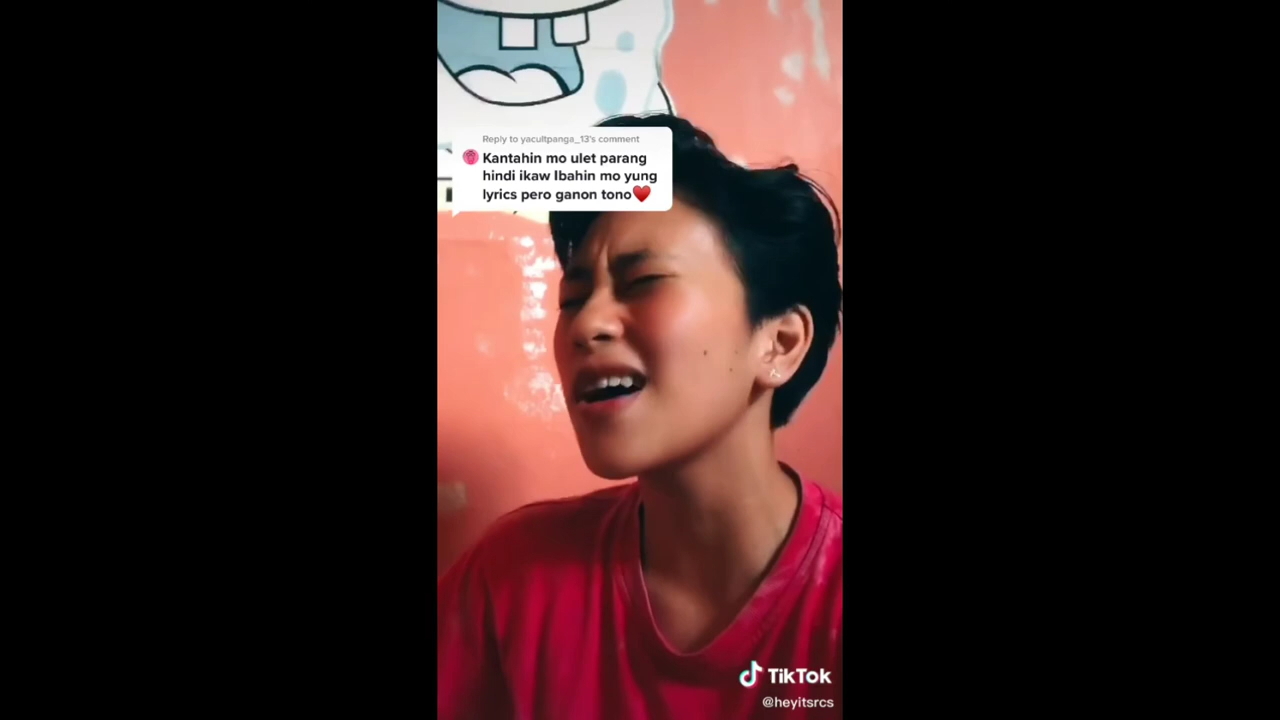 Reply to yacultpanga_13's comment
Kantahin mo ulet parang
hindi ikaw Ibahin mo yung
lyrics pero ganon tono❤️
TikTok
@heyitsrcs